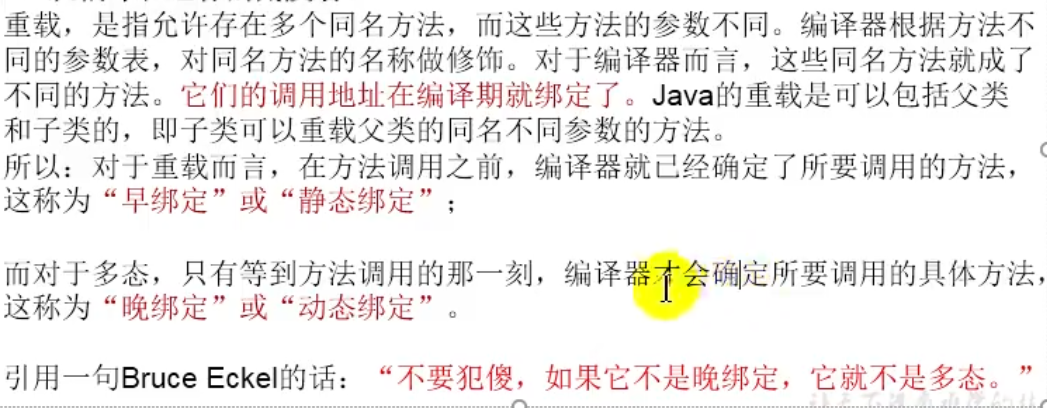 重载，是指允许存在多个同名方法，而这些方法的参数不同。编译器根据方法不
同的参数表，对同名方法的名称做修饰。对于编译器而言，这些同名方法就成了
不同的方法。它们的调用地址在编译期就绑定了。Java的重载是可以包括父类
和子类的，即子类可以重载父类的同名不同参数的方法。
所以：对于重载而言，在方法调用之前，编译器就已经确定了所要调用的方法，
这称为“早绑定”或“静态绑定”；
而对于多态，只有等到方法调用的那一刻，编译器才会确定所要调用的具体方法，
这称为“晚绑定”或“动态绑定”。
引用一句Bruce Eckel的话：“不要犯傻，如果它不是晚绑定，它就不是多态。”